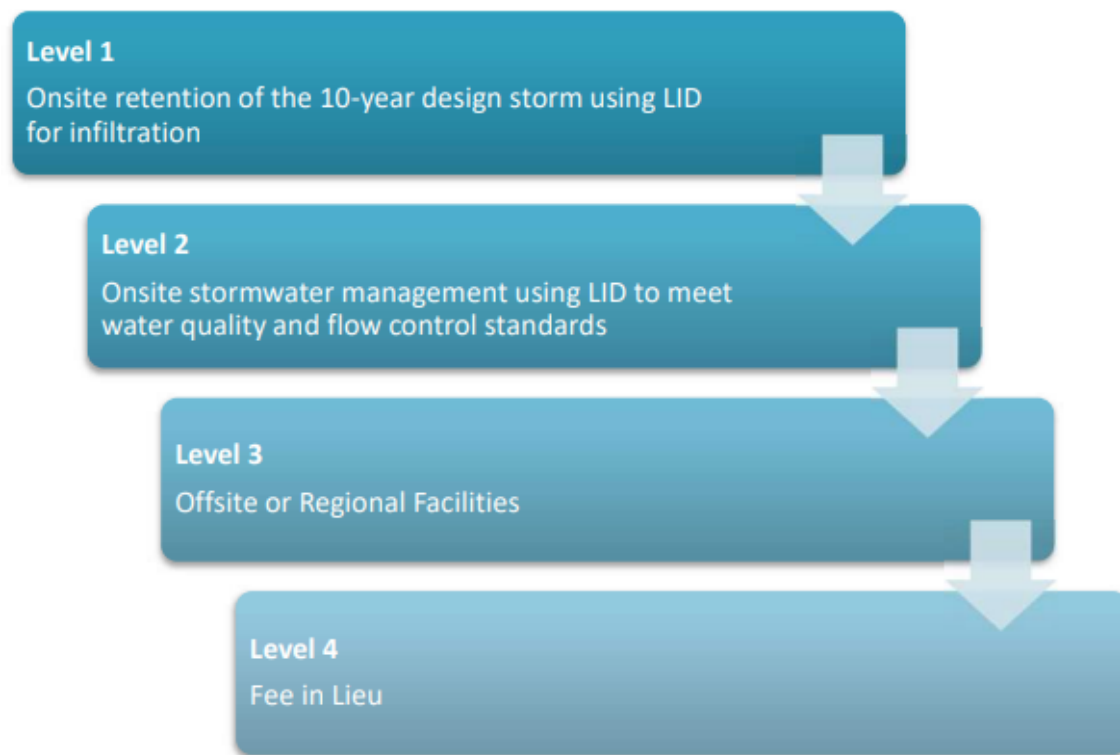 Level 1
Onsite retention of the 10-year design storm using LID
for infiltration
Level 2
Onsite stormwater management using LID to meet
water quality and flow control standards
Level 3
Offsite or Regional Facilities
Level 4
Fee in Lieu